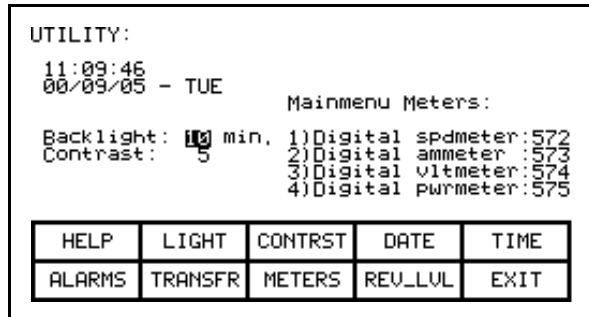 UTILITY:
11:09:46
00/09/05 - TUE
Mainmenu Meters:
Backlight: 10 min. 1)Digital spdmeter:572
Contrast: 5 2)Digital ammeter :573
3)Digital vltmeter:574
4)Digital pwrmeter:575
HELP LIGHT CONTRST DATE TIME
ALARMS TRANSFR METERS REV_LVL EXIT